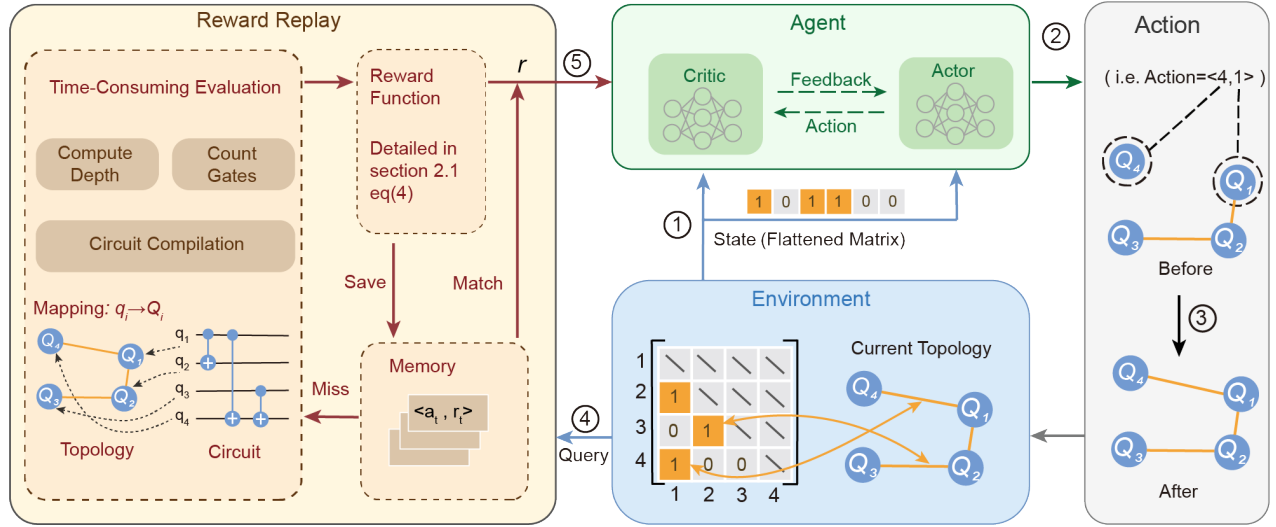 Reward Replay
Time-Consuming Evaluation
Compute
Depth
Count
Gates
Circuit Compilation
Mapping: qi→Qi
Q4
Q1
Q3
Q2
q1
q2
q3
q4
Topology
Circuit
Reward
Function
Detailed in
section 2.1
eq(4)
r
Save
Match
Miss
Memory
<at , rt>
⑤
Agent
Critic
Feedback
Action
Actor
②
①
1 0 1 1 0 0
State (Flattened Matrix)
④
Query
Environment
1
2 1
3 0 1
4 1 0 0
1 2 3 4
Current Topology
Q4
Q1
Q3
Q2
Action
( i.e. Action=<4,1> )
Q4
Q1
Q3
Q2
Before
③
Q4
Q1
Q3
Q2
After